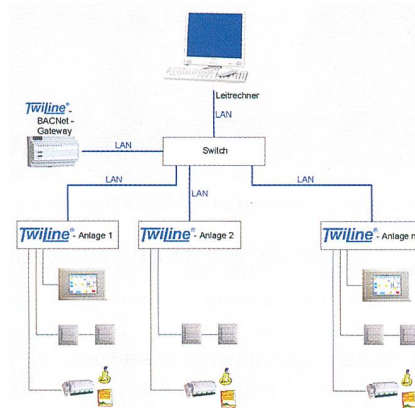 Leitrechner
LAN
TwiLine®-
BACNet -
Gateway
LAN
Switch
LAN
LAN
LAN
TwiLine® - Anlage 1
TwiLine® - Anlage 2
TwiLine® - Anlage n